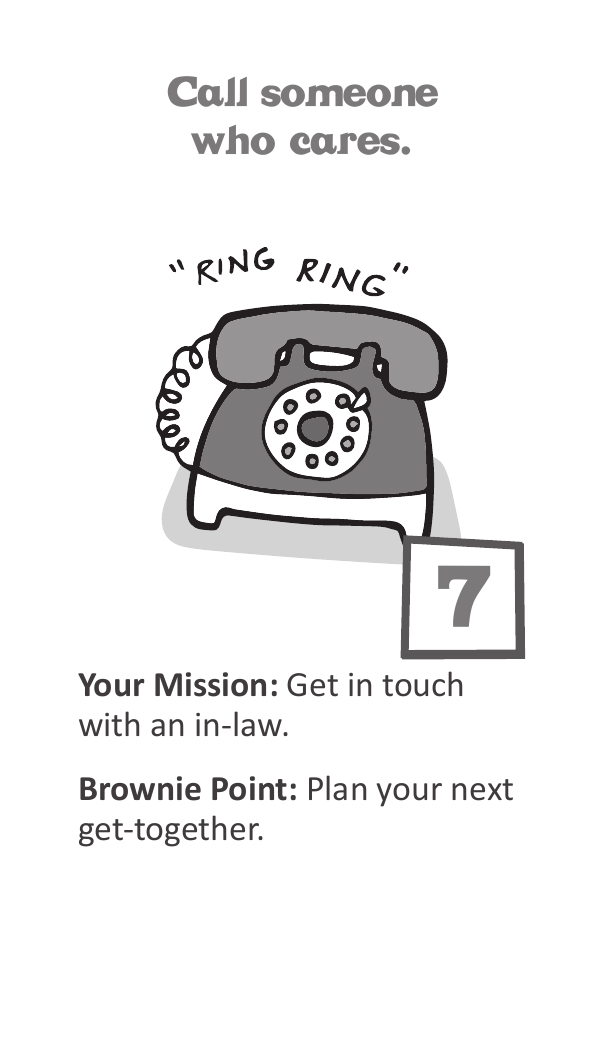 Call someone
who cares.
"RING RING"
7
Your Mission: Get in touch
with an in-law.
Brownie Point: Plan your next
get-together.